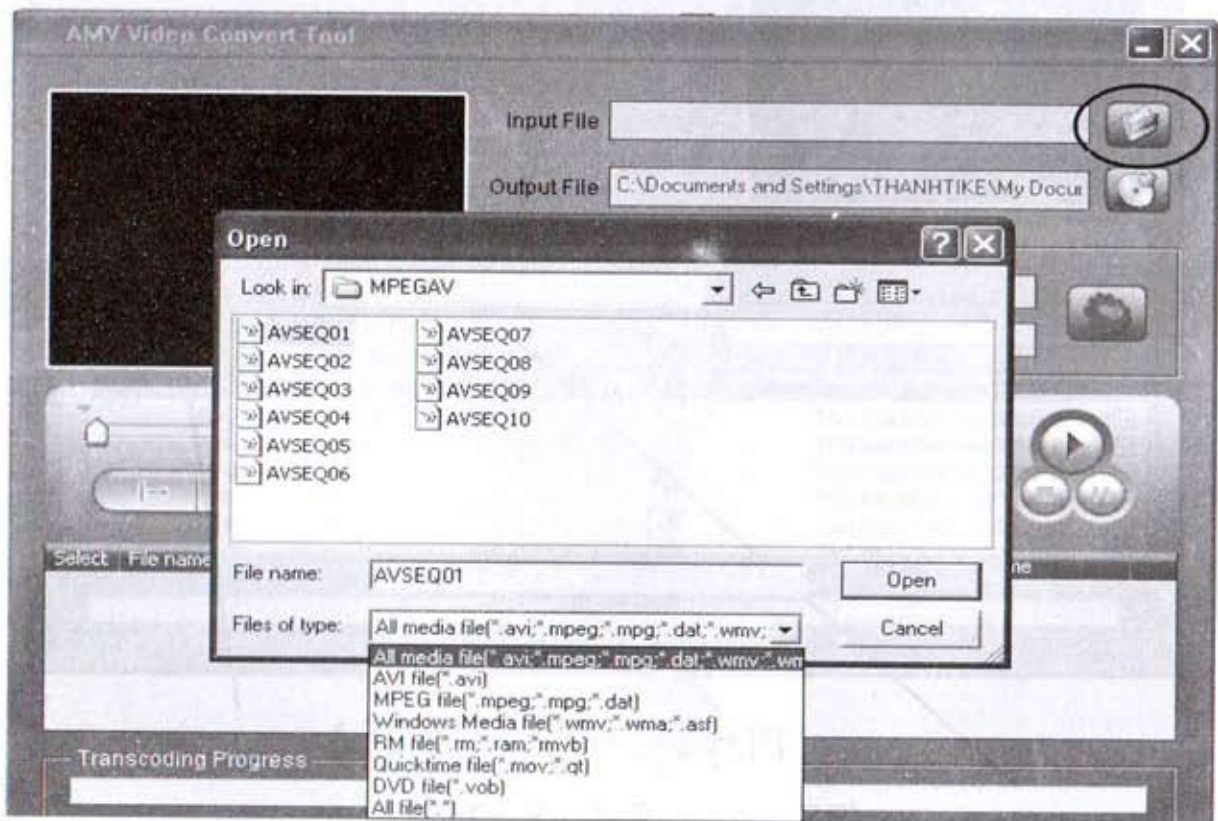 AMV Video Convert Tool
Input File
Output File C:\Documents and Settings\THANHTIKE\My Docu
Open
Look in: MPEGAV
AVSEQ01
AVSEQ02
AVSEQ03
AVSEQ04
AVSEQ05
AVSEQ06
AVSEQ07
AVSEQ08
AVSEQ09
AVSEQ10
Select File name
me
File name: AVSEQ01
Open
Files of type: All media file(*.avi;*.mpeg;*.mpg;*.dat;*.wmv;
Cancel
All media file(*.avi;*.mpeg;*.mpg;*.dat;*.wmv;*.wm
AVI file(*.avi)
MPEG file(*.mpeg;*.mpg;*.dat)
Windows Media file(*.wmv;*.wma;*.asf)
RM file(*.rm;*.ram;*rmvb)
Quicktime file(*.mov;*.qt)
DVD file(*.vob)
All file(*.*)
Transcoding Progress